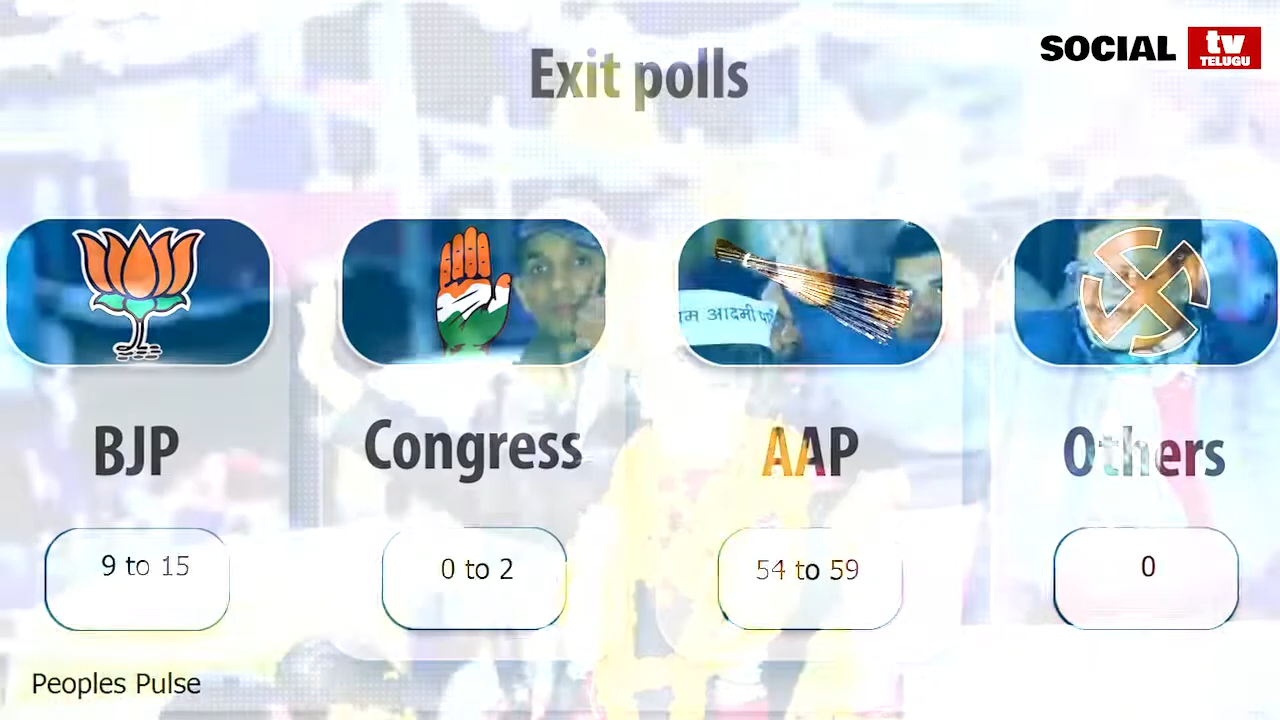 SOCIAL tv TELUGU
Exit polls
आदमी
BJP
Congress
AAP
Others
9 to 15
0 to 2
54 to 59
0
Peoples Pulse